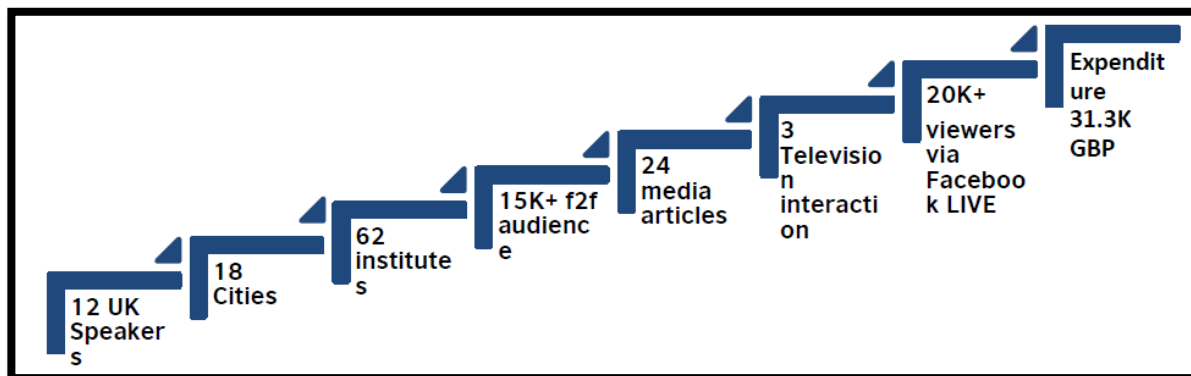 12 UK
Speaker
s
18
Cities
62
institute
s
15K+ f2f
audienc
e
24
media
articles
3
Televisio
n
interacti
on
20K+
viewers
via
Faceboo
k LIVE
Expendit
ure
31.3K
GBP